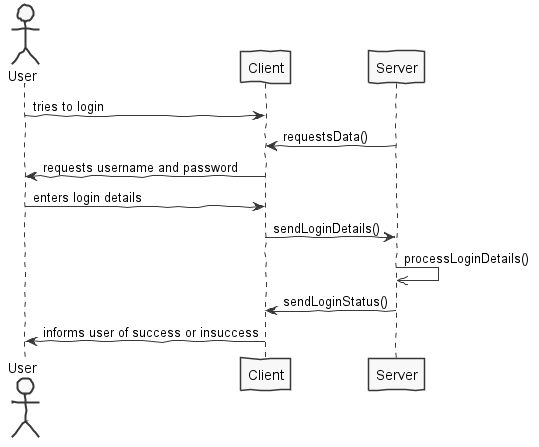 User
Client
Server
tries to login
requestsData()
requests username and password
enters login details
sendLoginDetails()
processLoginDetails()
sendLoginStatus()
informs user of success or insuccess
User
Client
Server